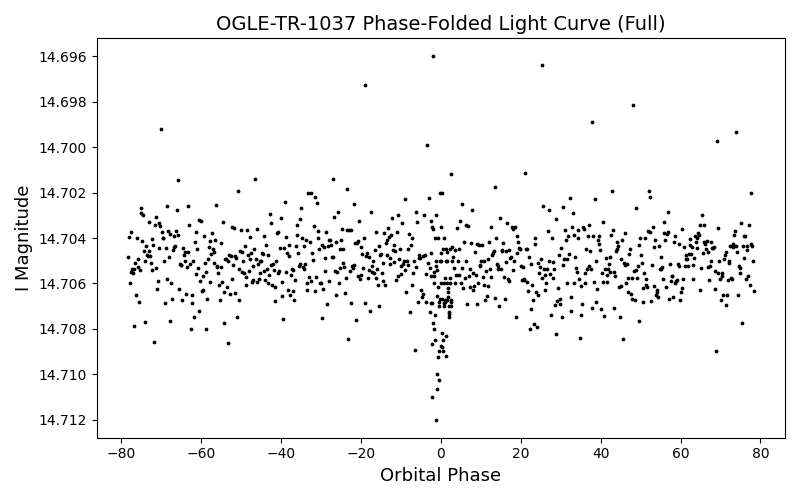 OGLE-TR-1037 Phase-Folded Light Curve (Full)
I Magnitude
14.696
14.698
14.700
14.702
14.704
14.706
14.708
14.710
14.712
−80 −60 −40 −20 0 20 40 60 80
Orbital Phase